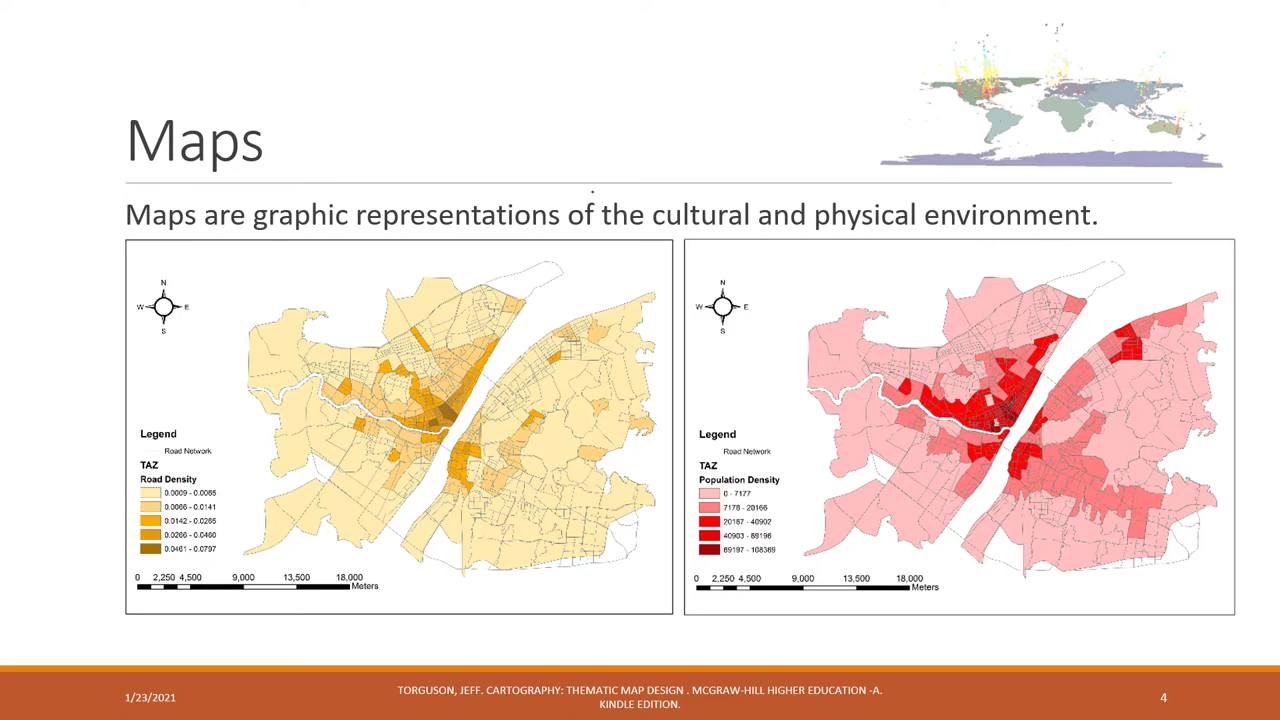 Maps
Maps are graphic representations of the cultural and physical environment.
N
W E
S
Legend
Road Network
TAZ
Road Density
0.0009 - 0.0065
0.0066 - 0.0141
0.0142 - 0.0265
0.0266 - 0.0460
0.0461 - 0.0797
0 2,250 4,500 9,000 13,500 18,000
Meters
N
W E
S
Legend
Road Network
TAZ
Population Density
0 - 7177
7178 - 20166
20167 - 40902
40903 - 69196
69197 - 108369
0 2,250 4,500 9,000 13,500 18,000
Meters
1/23/2021
TORGUSON, JEFF. CARTOGRAPHY: THEMATIC MAP DESIGN . MCGRAW-HILL HIGHER EDUCATION -A.
KINDLE EDITION.
4